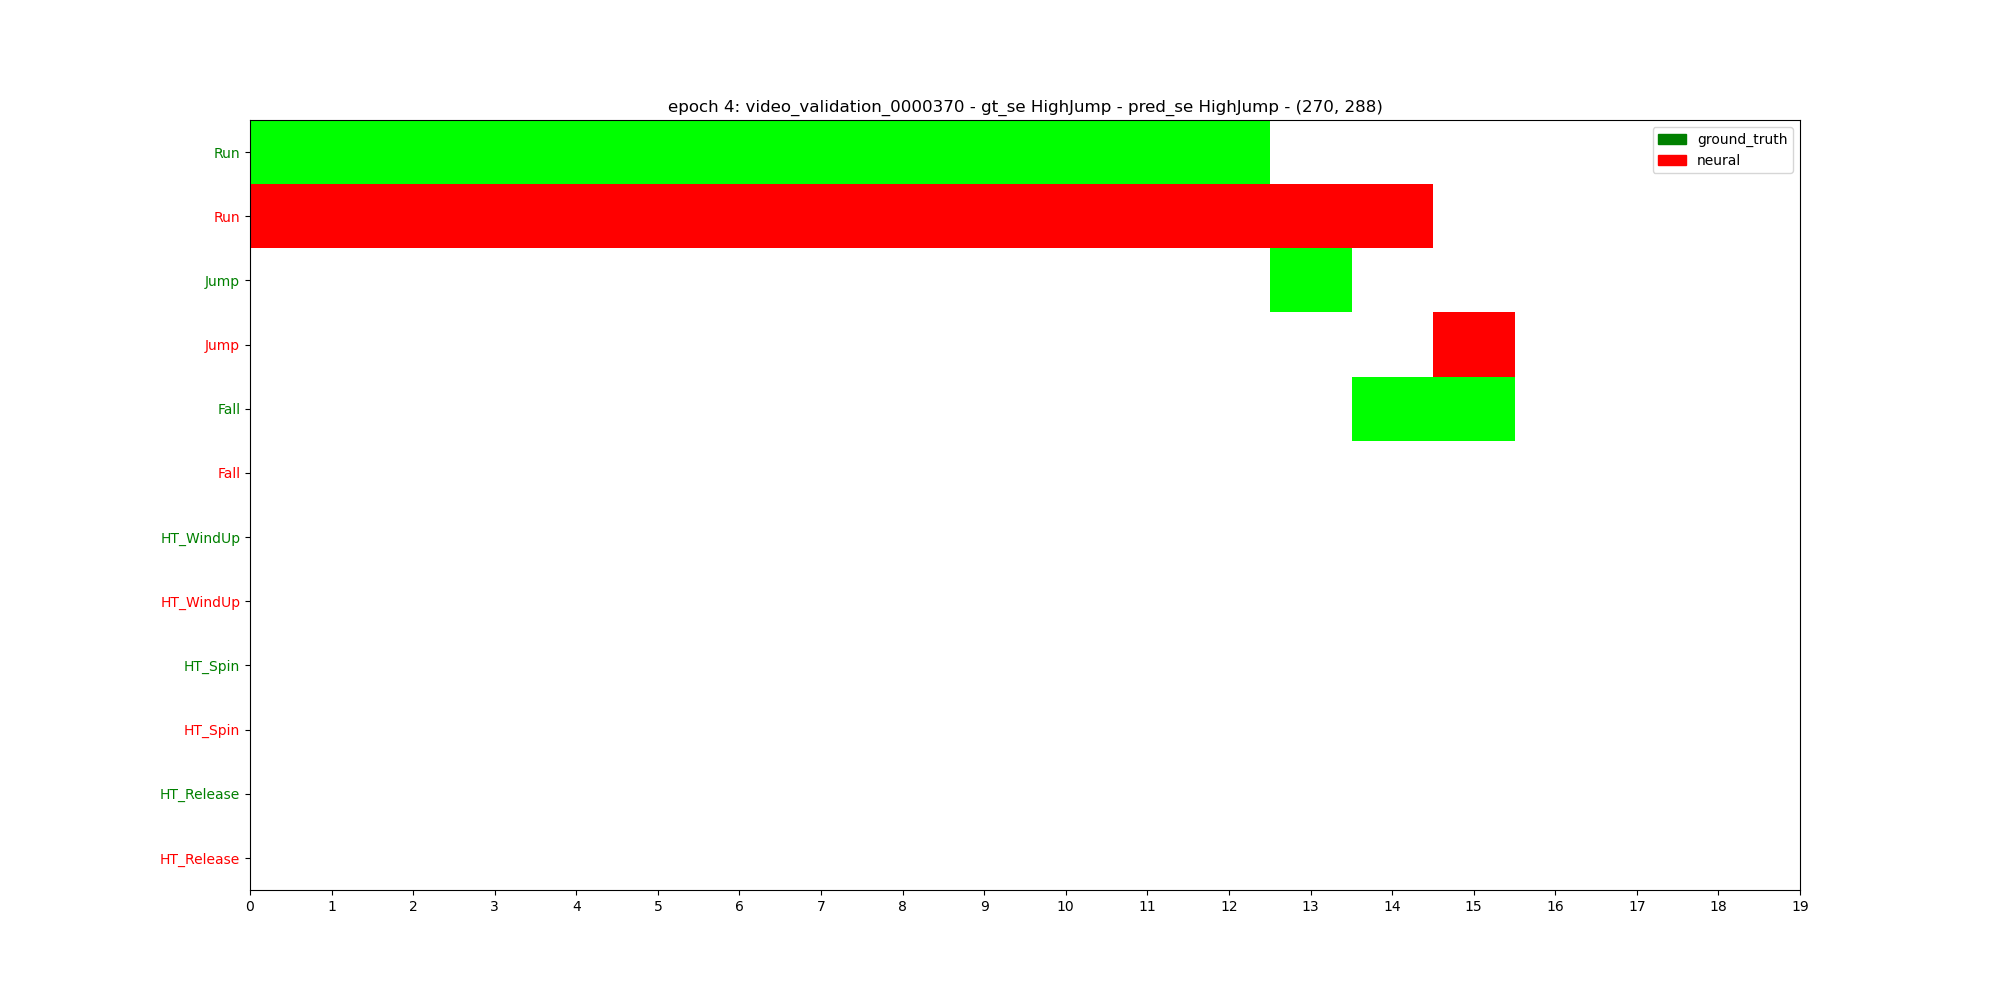 epoch 4: video_validation_0000370 - gt_se HighJump - pred_se HighJump - (270, 288)
ground_truth
neural
Run
Run
Jump
Jump
Fall
Fall
HT_WindUp
HT_WindUp
HT_Spin
HT_Spin
HT_Release
HT_Release
0 1 2 3 4 5 6 7 8 9 10 11 12 13 14 15 16 17 18 19